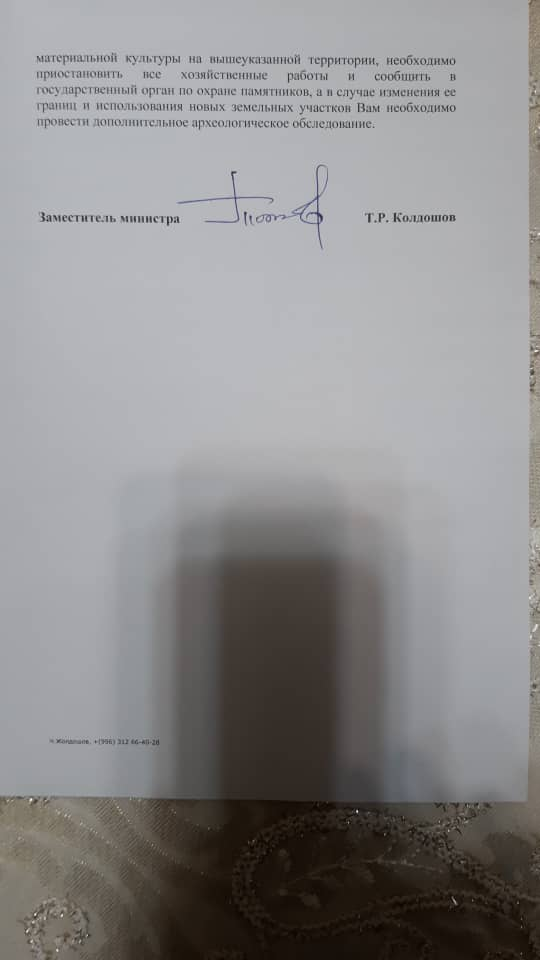 материальной культуры на вышеуказанной территории, необходимо
приостановить все хозяйственные работы и сообщить в
государственный орган по охране памятников, а в случае изменения ее
границ и использования новых земельных участков Вам необходимо
провести дополнительное археологическое обследование.
Заместитель министра
Т.Р. Колдошов
Ч.Жолдошев, +(996) 312 66-40-28